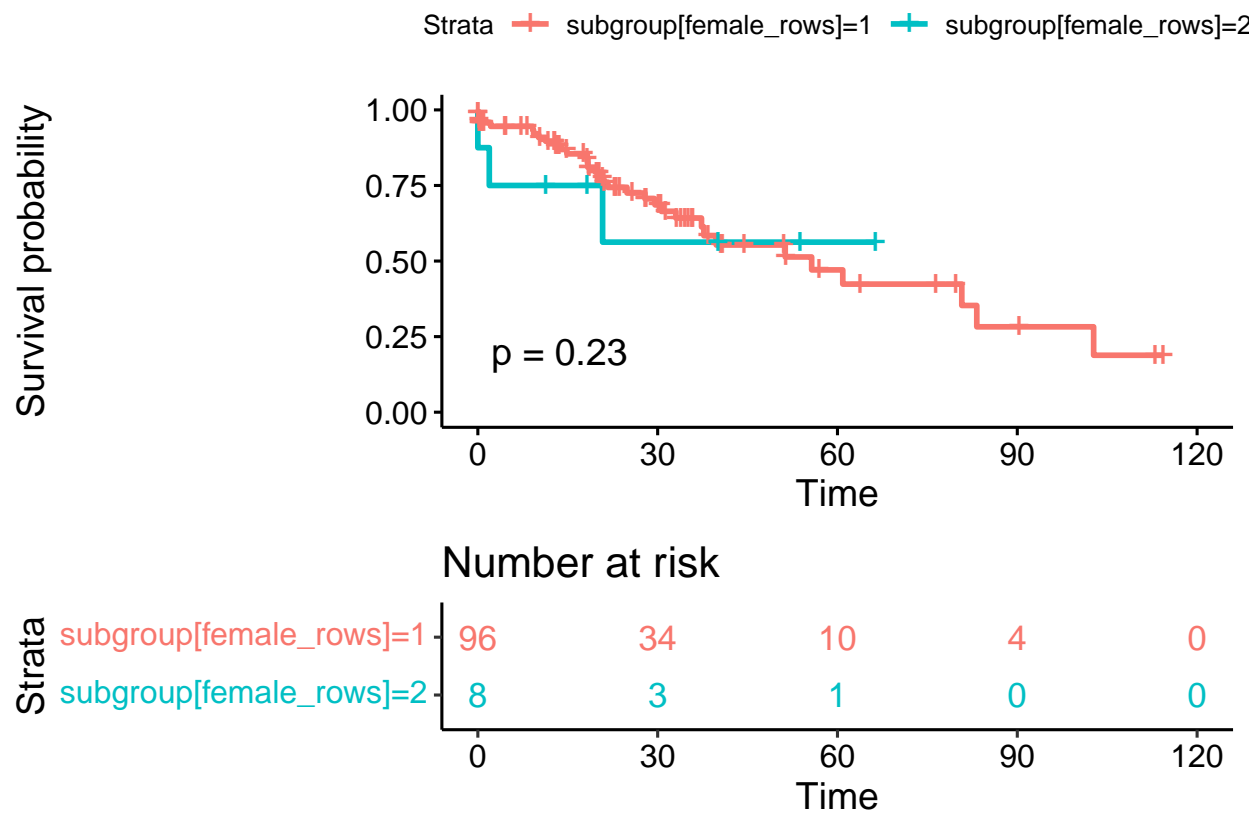 Strata subgroup[female_rows]=1 subgroup[female_rows]=2
Survival probability
1.00
0.75
0.50
0.25
0.00
p = 0.23
0 30 60 90 120
Time
Number at risk
Strata
subgroup[female_rows]=1 96 34 10 4 0
subgroup[female_rows]=2 8 3 1 0 0
0 30 60 90 120
Time